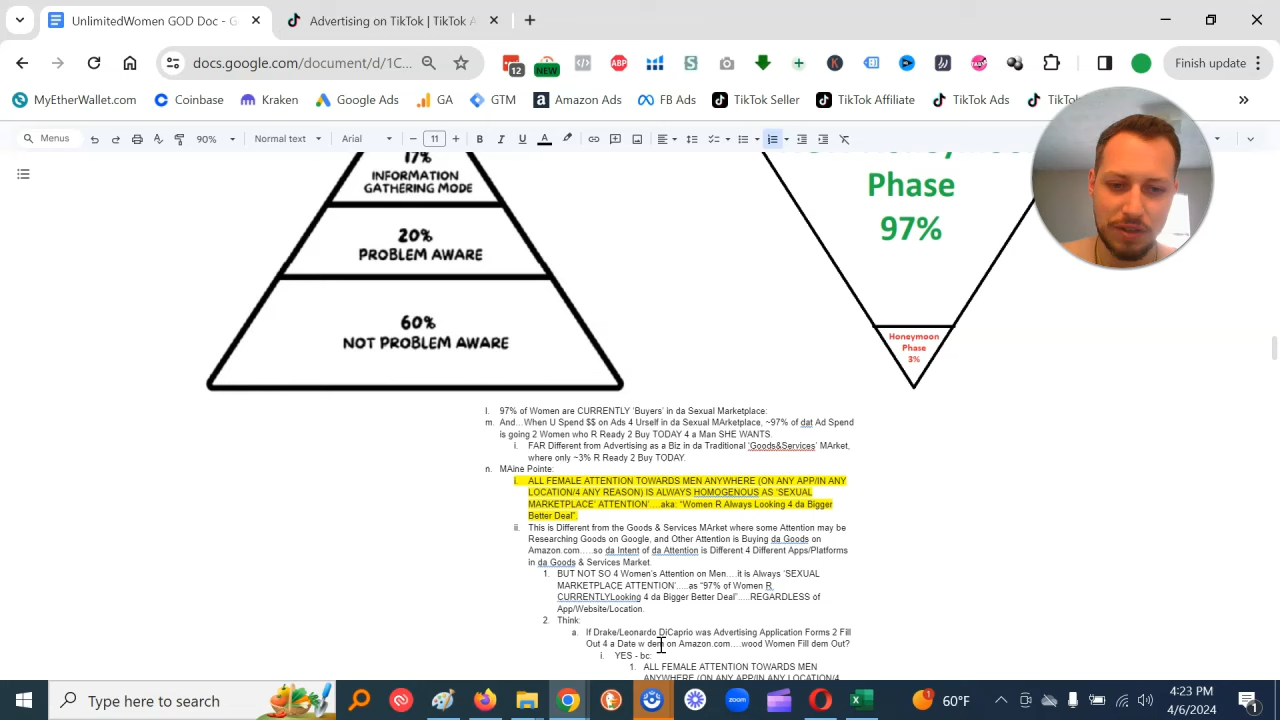 UnlimitedWomen GOD Doc - G
Advertising on TikTok | TikTok A
docs.google.com/document/d/1C...
12
NEW
ABP
Finish update
MyEtherWallet.com
Coinbase
Kraken
Google Ads
GA
GTM
Amazon Ads
FB Ads
TikTok Seller
TikTok Affiliate
TikTok Ads
Menus
90%
Normal text
Arial
11
17%
INFORMATION
GATHERING MODE
20%
PROBLEM AWARE
60%
NOT PROBLEM AWARE
Phase
97%
Honeymoon
Phase
3%
l. 97% of Women are CURRENTLY 'Buyers' in da Sexual Marketplace:
m. And...When U Spend $$ on Ads 4 Urself in da Sexual MArketplace, ~97% of dat Ad Spend
is going 2 Women who R Ready 2 Buy TODAY 4 a Man SHE WANTS.
i. FAR Different from Advertising as a Biz in da Traditional 'Goods&Services' MArket,
where only ~3% R Ready 2 Buy TODAY.
n. MAine Pointe:
i. ALL FEMALE ATTENTION TOWARDS MEN ANYWHERE (ON ANY APP/IN ANY
LOCATION/4 ANY REASON) IS ALWAYS HOMOGENOUS AS 'SEXUAL
MARKETPLACE' ATTENTION'....aka: "Women R Always Looking 4 da Bigger
Better Deal".
ii. This is Different from the Goods & Services MArket where some Attention may be
Researching Goods on Google, and Other Attention is Buying da Goods on
Amazon.com.....so da Intent of da Attention is Different 4 Different Apps/Platforms
in da Goods & Services Market.
1. BUT NOT SO 4 Women's Attention on Men....it is Always 'SEXUAL
MARKETPLACE ATTENTION'.....as "97% of Women R
CURRENTLYLooking 4 da Bigger Better Deal".....REGARDLESS of
App/Website/Location.
2. Think:
a. If Drake/Leonardo DiCaprio was Advertising Application Forms 2 Fill
Out 4 a Date w dem on Amazon.com....wood Women Fill dem Out?
i. YES - bc:
1. ALL FEMALE ATTENTION TOWARDS MEN
ANYWHERE (ON ANY APP/IN ANY LOCATION/4
Type here to search
zoom
60°F
4:23 PM
4/6/2024
1